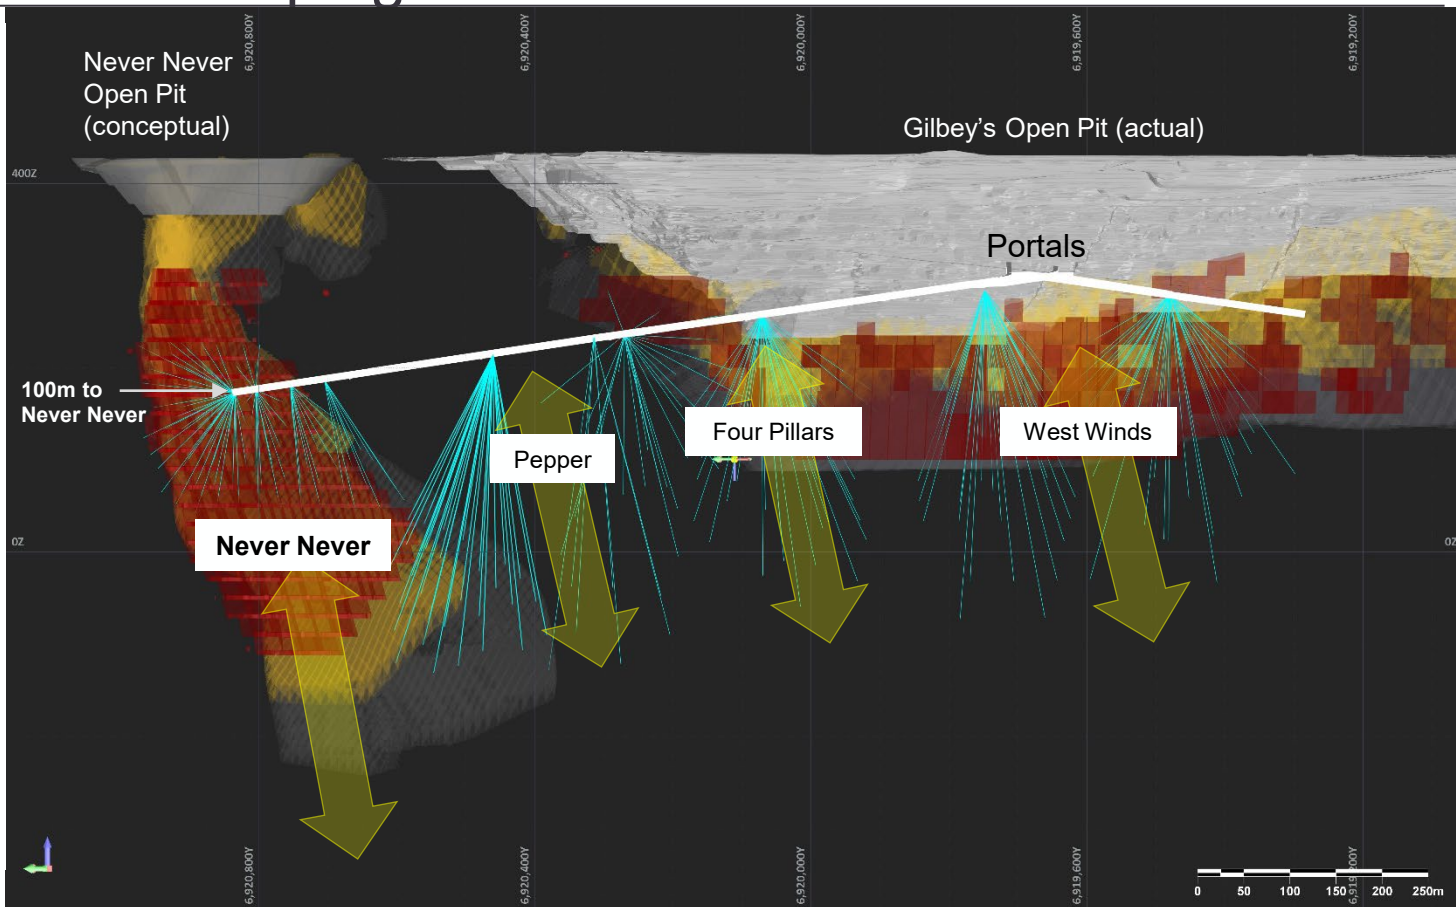 6,920,800Y
6,920,400Y
6,920,000Y
6,919,600Y
6,919,200Y
Never Never
Open Pit
(conceptual)
Gilbey's Open Pit (actual)
400Z
Portals
100m to
Never Never
Four Pillars
West Winds
Pepper
Never Never
0Z
0Z
6,920,800Y
6,920,400Y
6,920,000Y
6,919,600Y
6,919,200Y
0 50 100 150 200 250m